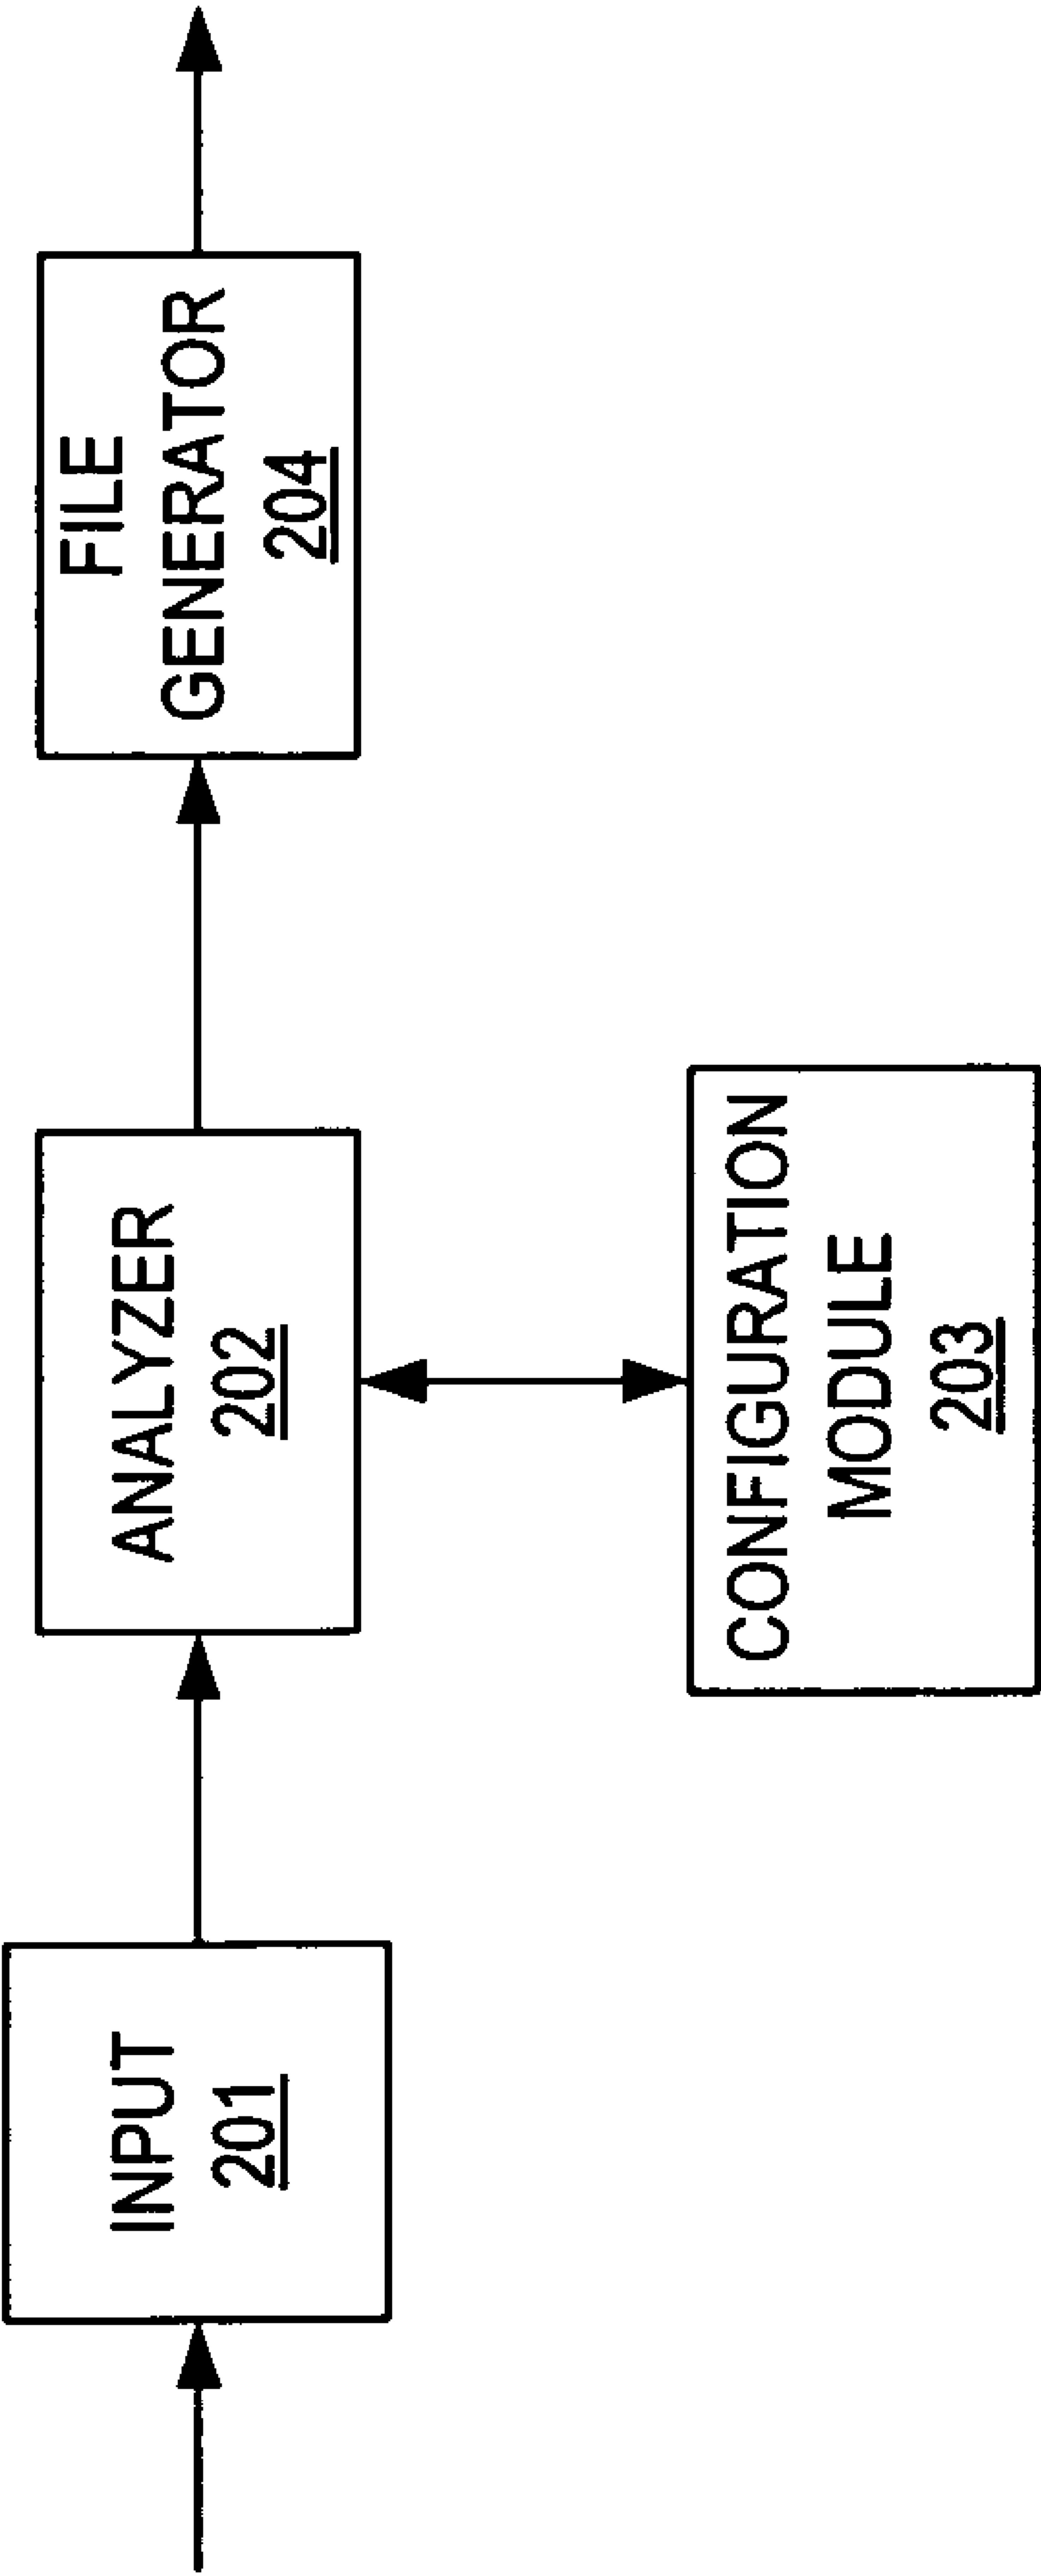 INPUT
201
ANALYZER
202
CONFIGURATION
MODULE
203
FILE
GENERATOR
204